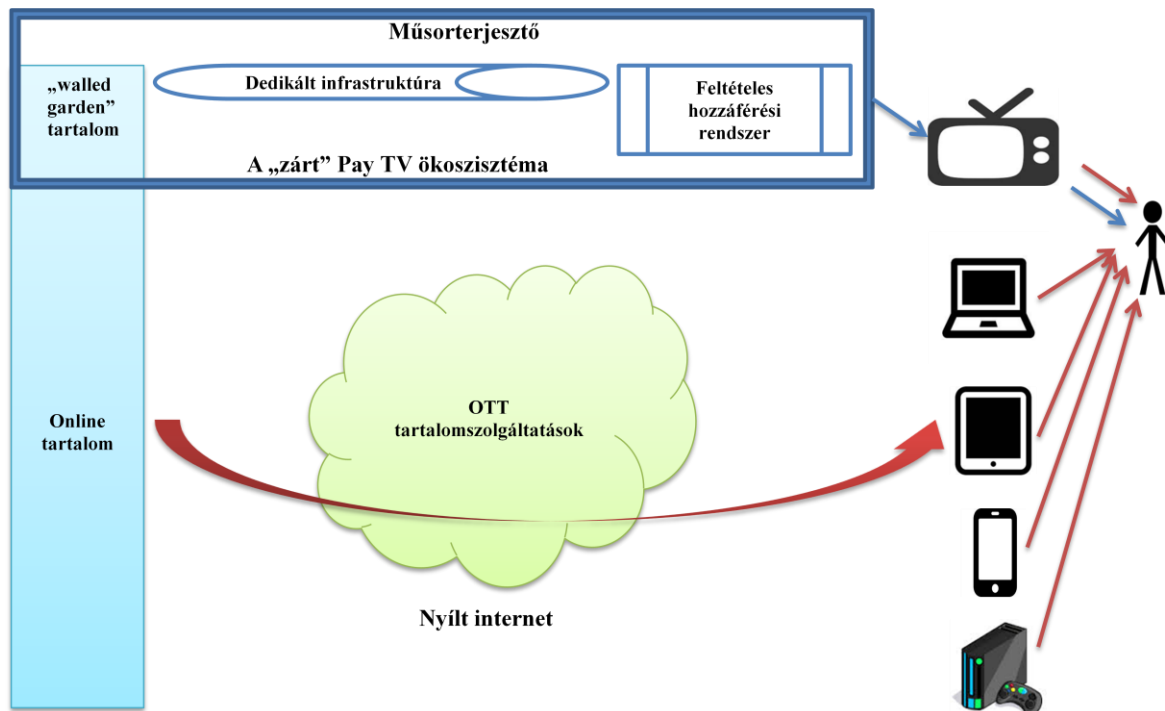 Műsorterjesztő
„walled
garden”
tartalom
Dedikált infrastruktúra
Feltételes
hozzáférési
rendszer
A „zárt” Pay TV ökoszisztéma
Online
tartalom
OTT
tartalomszolgáltatások
Nyílt internet